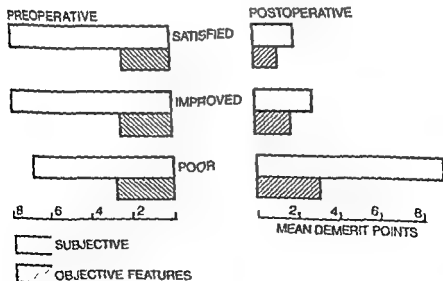 PREOPERATIVE POSTOPERATIVE
SATISFIED
IMPROVED
POOR
8 6 4 2 2 4 6 8
MEAN DEMERIT POINTS
SUBJECTIVE
OBJECTIVE FEATURES